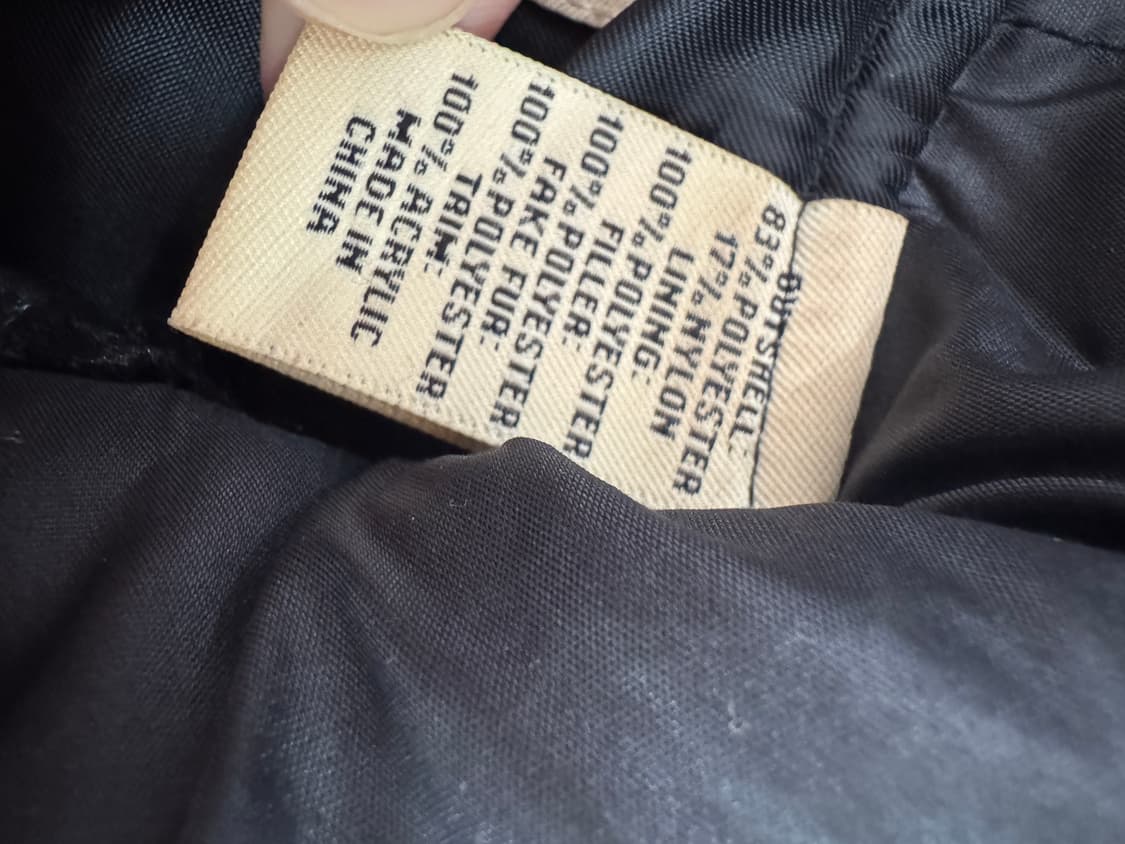 OUTSHELL:
83% POLYESTER
17% NYLON
LINING:
100% POLYESTER
FILLER:
100% POLYESTER
FAKE FUR:
100% POLYESTER
TRIM:
100% ACRYLIC
MADE IN
CHINA